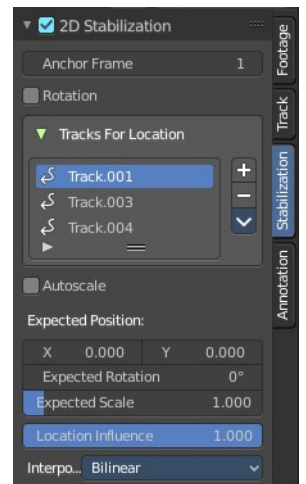 2D Stabilization
Anchor Frame 1
Rotation
Tracks For Location
Track.001
Track.003
Track.004
Autoscale
Expected Position:
X 0.000 Y 0.000
Expected Rotation 0°
Expected Scale 1.000
Location Influence 1.000
Interpo... Bilinear
Footage
Track
Stabilization
Annotation